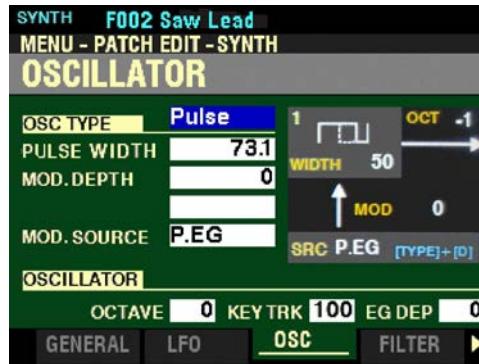 SYNTH F002 Saw Lead
MENU - PATCH EDIT - SYNTH
OSCILLATOR
OSC TYPE Pulse
PULSE WIDTH 73.1
MOD. DEPTH 0
MOD. SOURCE P.EG
1 OCT -1
WIDTH 50
MOD 0
SRC P.EG [TYPE]+[D]
OSCILLATOR
OCTAVE 0 KEY TRK 100 EG DEP 0
GENERAL LFO OSC FILTER